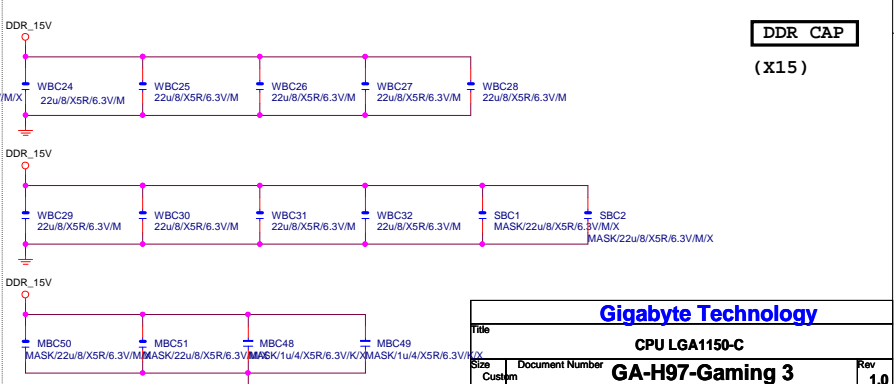 DDR_15V
DDR CAP
(X15)
WBC24
22u/8/X5R/6.3V/M
WBC25
22u/8/X5R/6.3V/M
WBC26
22u/8/X5R/6.3V/M
WBC27
22u/8/X5R/6.3V/M
WBC28
22u/8/X5R/6.3V/M
/M/X
DDR_15V
WBC29
22u/8/X5R/6.3V/M
WBC30
22u/8/X5R/6.3V/M
WBC31
22u/8/X5R/6.3V/M
WBC32
22u/8/X5R/6.3V/M
SBC1
MASK/22u/8/X5R/6.3V/M/X
SBC2
MASK/22u/8/X5R/6.3V/M/X
DDR_15V
MBC50
MASK/22u/8/X5R/6.3V/M/X
MBC51
MASK/22u/8/X5R/6.3V/M/X
MBC48
MASK/1u/4/X5R/6.3V/K/X
MBC49
MASK/1u/4/X5R/6.3V/K/X
Gigabyte Technology
Title
CPU LGA1150-C
Size
Custom
Document Number
GA-H97-Gaming 3
Rev
1.0